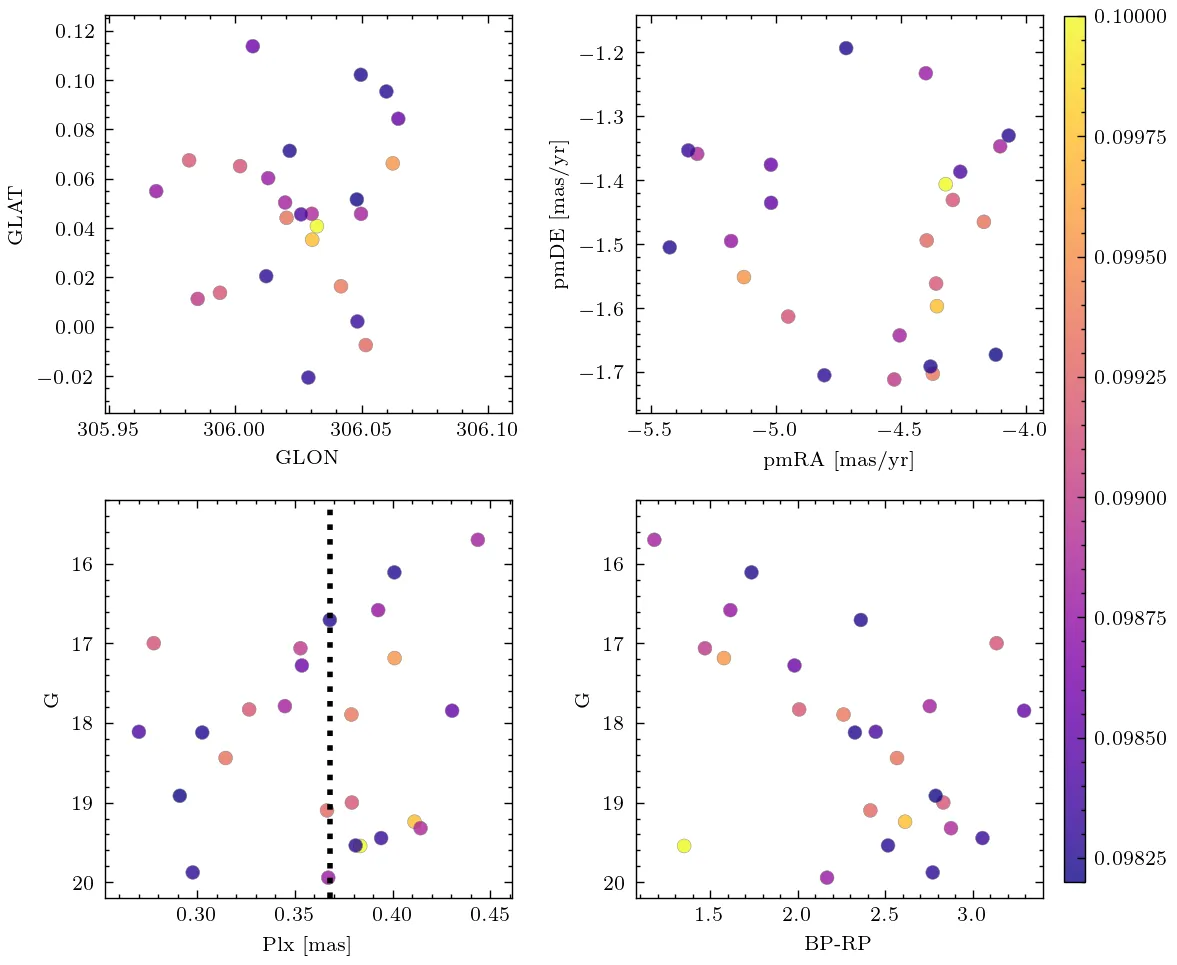 0.12
0.10
0.08
0.06
0.04
0.02
0.00
−0.02
GLAT
305.95 306.00 306.05 306.10
GLON
−1.2
−1.3
−1.4
−1.5
−1.6
−1.7
pmDE [mas/yr]
−5.5 −5.0 −4.5 −4.0
pmRA [mas/yr]
0.10000
0.09975
0.09950
0.09925
0.09900
0.09875
0.09850
0.09825
16
17
18
19
20
G
0.30 0.35 0.40 0.45
Plx [mas]
16
17
18
19
20
G
1.5 2.0 2.5 3.0
BP-RP